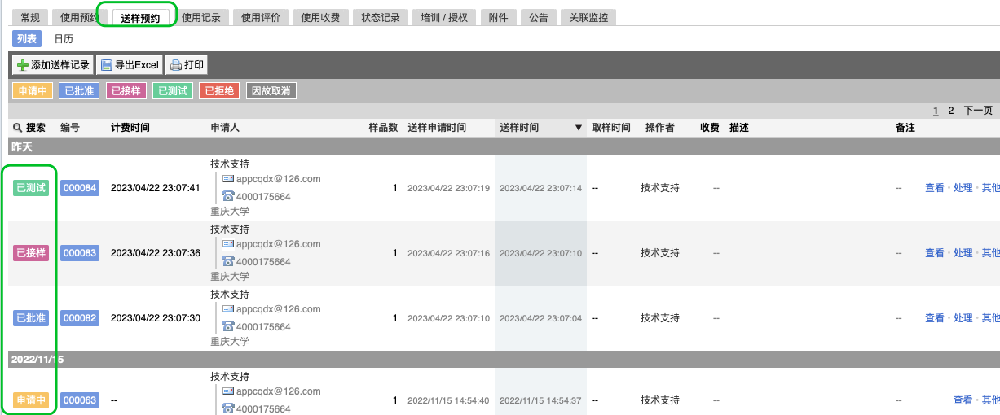 常规 使用预约 送样预约 使用记录 使用评价 使用收费 状态记录 培训 / 授权 附件 公告 关联监控
列表 日历
添加送样记录 导出Excel 打印
申请中 已批准 已接样 已测试 已拒绝 因故取消
1 2 下一页
搜索 编号 计费时间 申请人 样品数 送样申请时间 送样时间 ▼ 取样时间 操作者 收费 描述 备注
昨天
技术支持
appcqdx@126.com
已测试 000084 2023/04/22 23:07:41 1 2023/04/22 23:07:19 2023/04/22 23:07:14 -- 技术支持 -- -- 查看 · 处理 · 其他
4000175664
重庆大学
技术支持
appcqdx@126.com
已接样 000083 2023/04/22 23:07:36 1 2023/04/22 23:07:16 2023/04/22 23:07:10 -- 技术支持 -- -- 查看 · 处理 · 其他
4000175664
重庆大学
技术支持
appcqdx@126.com
已批准 000082 2023/04/22 23:07:30 1 2023/04/22 23:07:10 2023/04/22 23:07:04 -- 技术支持 -- -- 查看 · 处理 · 其他
4000175664
重庆大学
2022/11/15
技术支持
appcqdx@126.com
申请中 000063 -- 1 2022/11/15 14:54:40 2022/11/15 14:54:37 -- 技术支持 -- -- 查看 · 其他
4000175664